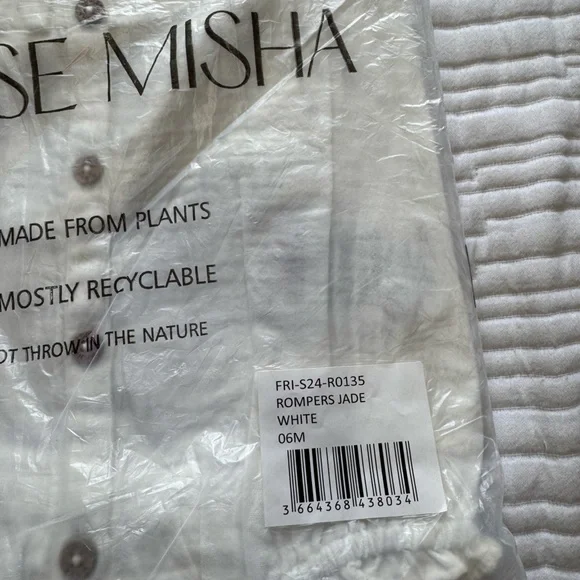 SE MISHA
MADE FROM PLANTS
MOSTLY RECYCLABLE
OT THROW IN THE NATURE
FRI-S24-R0135
ROMPERS JADE
WHITE
06M
3 664368 438034